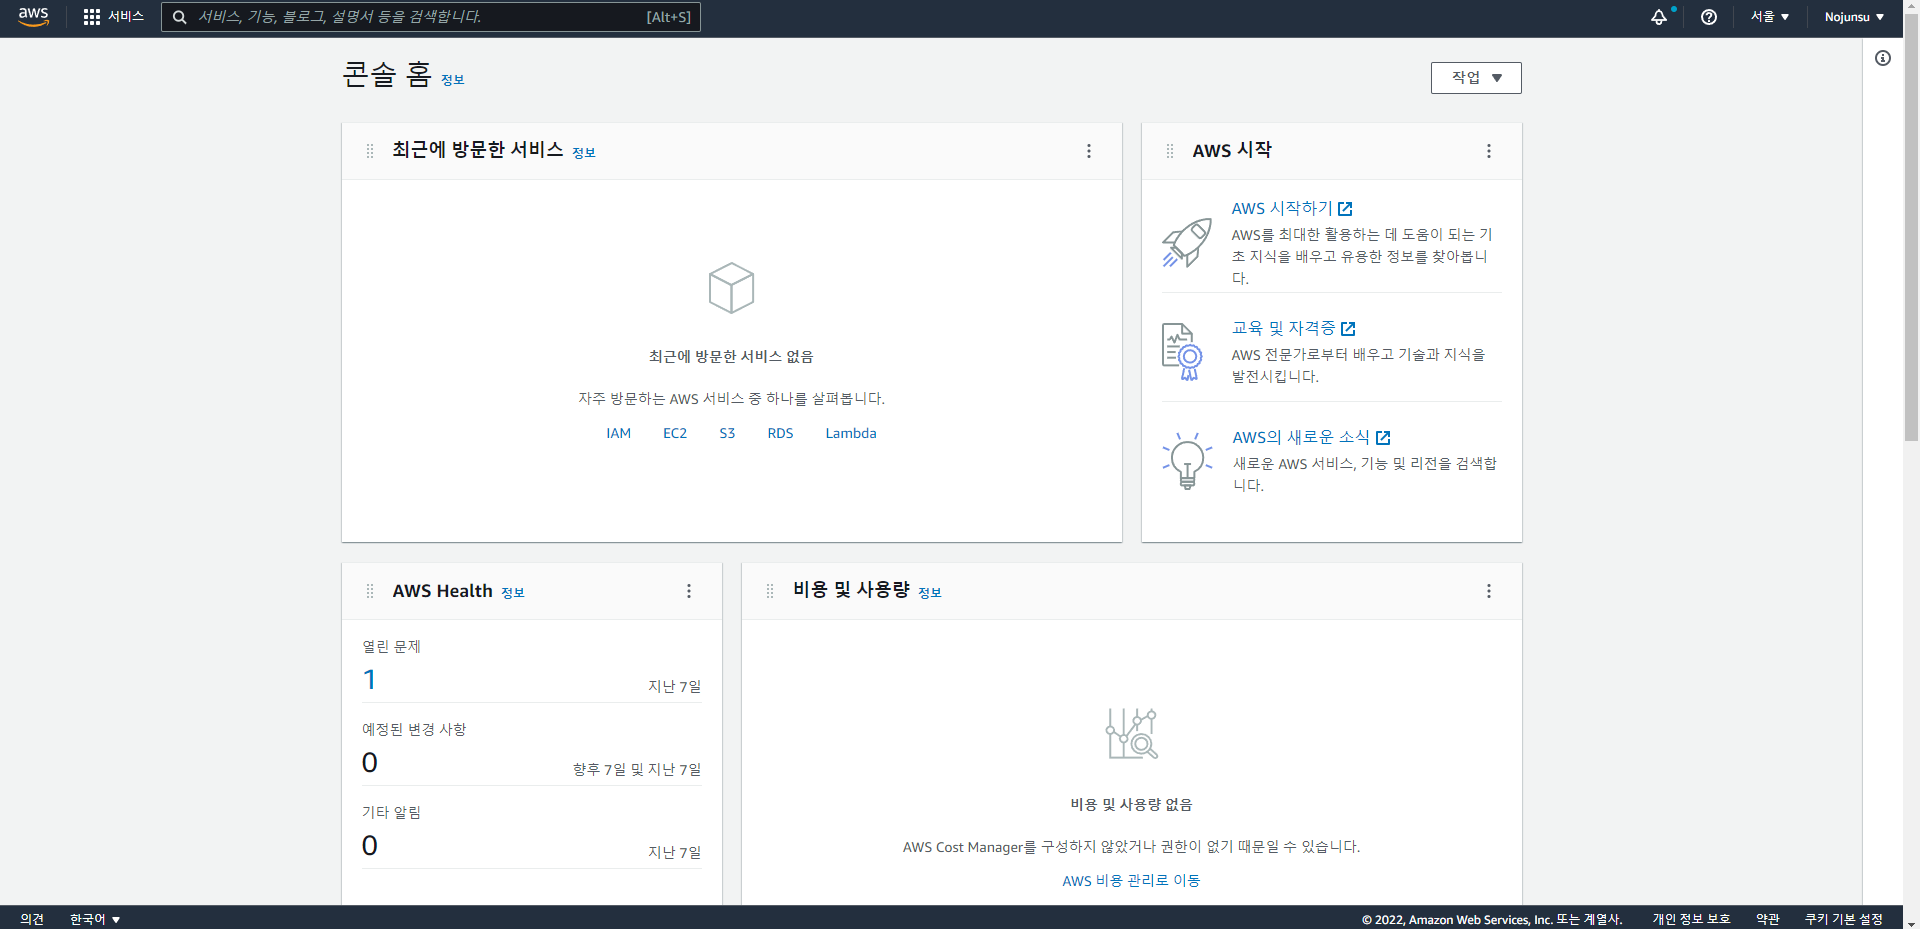 aws
서비스
서비스, 기능, 블로그, 설명서 등을 검색합니다.
[Alt+S]
서울 ▼
Nojunsu ▼
콘솔 홈 정보
작업 ▼
최근에 방문한 서비스 정보
최근에 방문한 서비스 없음
자주 방문하는 AWS 서비스 중 하나를 살펴봅니다.
IAM EC2 S3 RDS Lambda
AWS 시작
AWS 시작하기
AWS를 최대한 활용하는 데 도움이 되는 기
초 지식을 배우고 유용한 정보를 찾아봅니
다.
교육 및 자격증
AWS 전문가로부터 배우고 기술과 지식을
발전시킵니다.
AWS의 새로운 소식
새로운 AWS 서비스, 기능 및 리전을 검색합
니다.
AWS Health 정보
열린 문제
1
지난 7일
예정된 변경 사항
0
향후 7일 및 지난 7일
기타 알림
0
지난 7일
비용 및 사용량 정보
비용 및 사용량 없음
AWS Cost Manager를 구성하지 않았거나 권한이 없기 때문일 수 있습니다.
AWS 비용 관리로 이동
의견
한국어 ▼
© 2022, Amazon Web Services, Inc. 또는 계열사.
개인 정보 보호
약관
쿠키 기본 설정